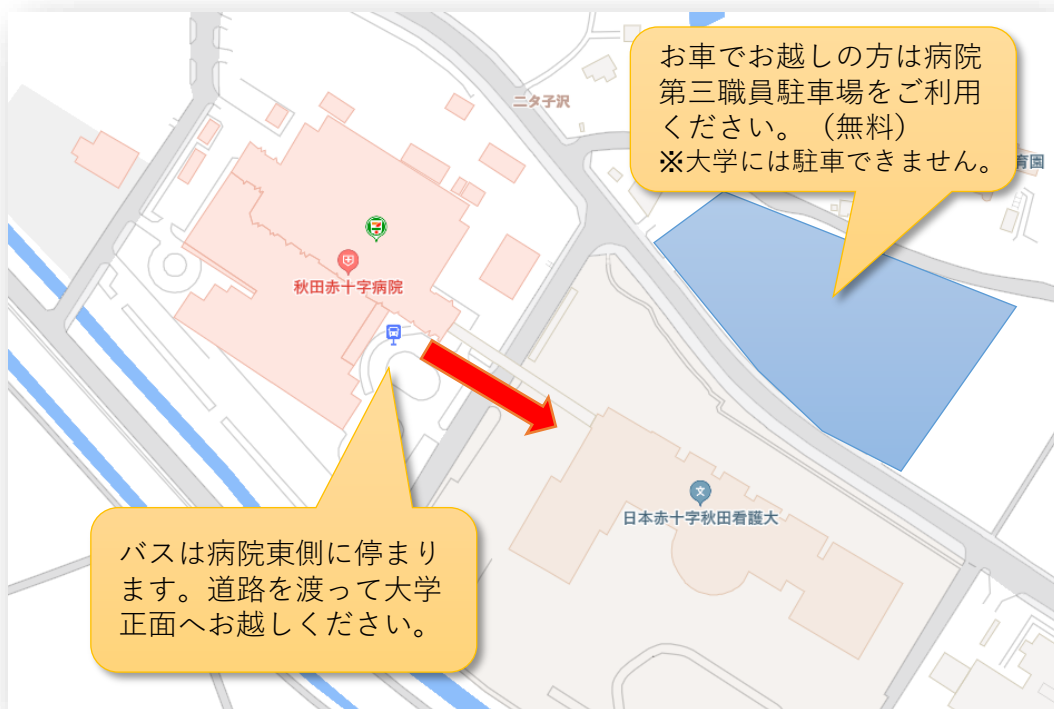 お車でお越しの方は病院
第三職員駐車場をご利用
ください。（無料）
※大学には駐車できません。
二タ子沢
育園
秋田赤十字病院
文
日本赤十字秋田看護大
バスは病院東側に停まり
ます。道路を渡って大学
正面へお越しください。